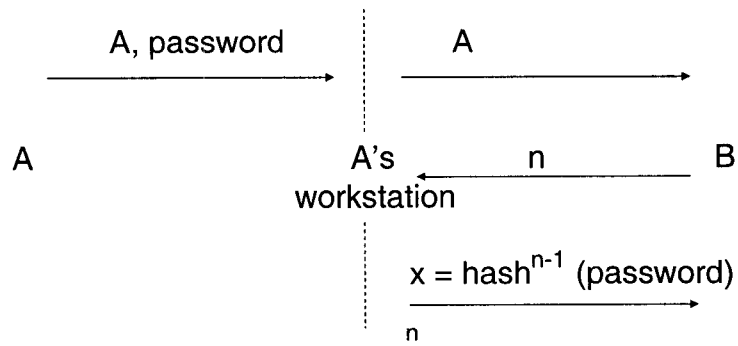 A, password
A
A
A's
workstation
n
B
x = hash^{n-1} (password)
n